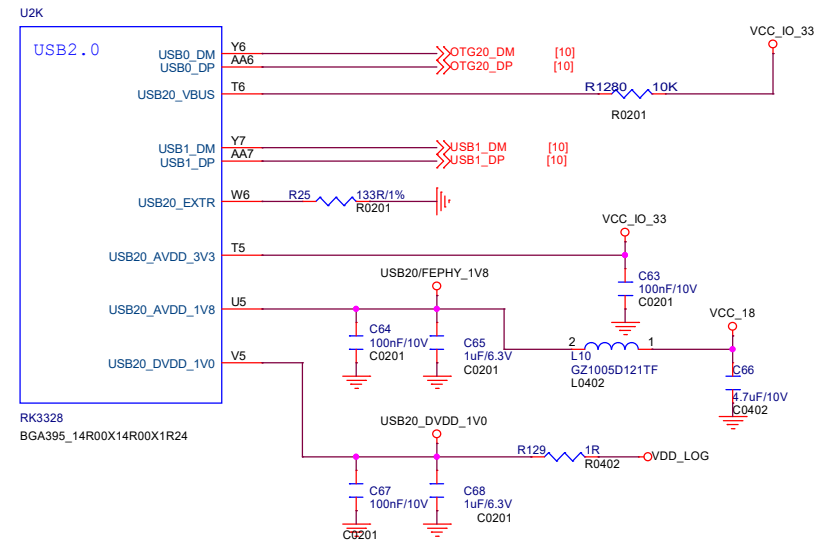 U2K
USB2.0
VCC_IO_33
USB0_DM Y6 OTG20_DM [10]
USB0_DP AA6 OTG20_DP [10]
USB20_VBUS T6 R1280 10K
R0201
USB1_DM Y7 USB1_DM [10]
USB1_DP AA7 USB1_DP [10]
USB20_EXTR W6 R25 133R/1%
R0201
VCC_IO_33
USB20_AVDD_3V3 T5
USB20/FEPHY_1V8
C63
100nF/10V
C0201
USB20_AVDD_1V8 U5
VCC_18
C64
100nF/10V
C0201
C65
1uF/6.3V
C0201
2 1
L10
GZ1005D121TF
L0402
USB20_DVDD_1V0 V5
C66
4.7uF/10V
C0402
RK3328
BGA395_14R00X14R00X1R24
USB20_DVDD_1V0
R129 1R VDD_LOG
R0402
C67
100nF/10V
C0201
C68
1uF/6.3V
C0201